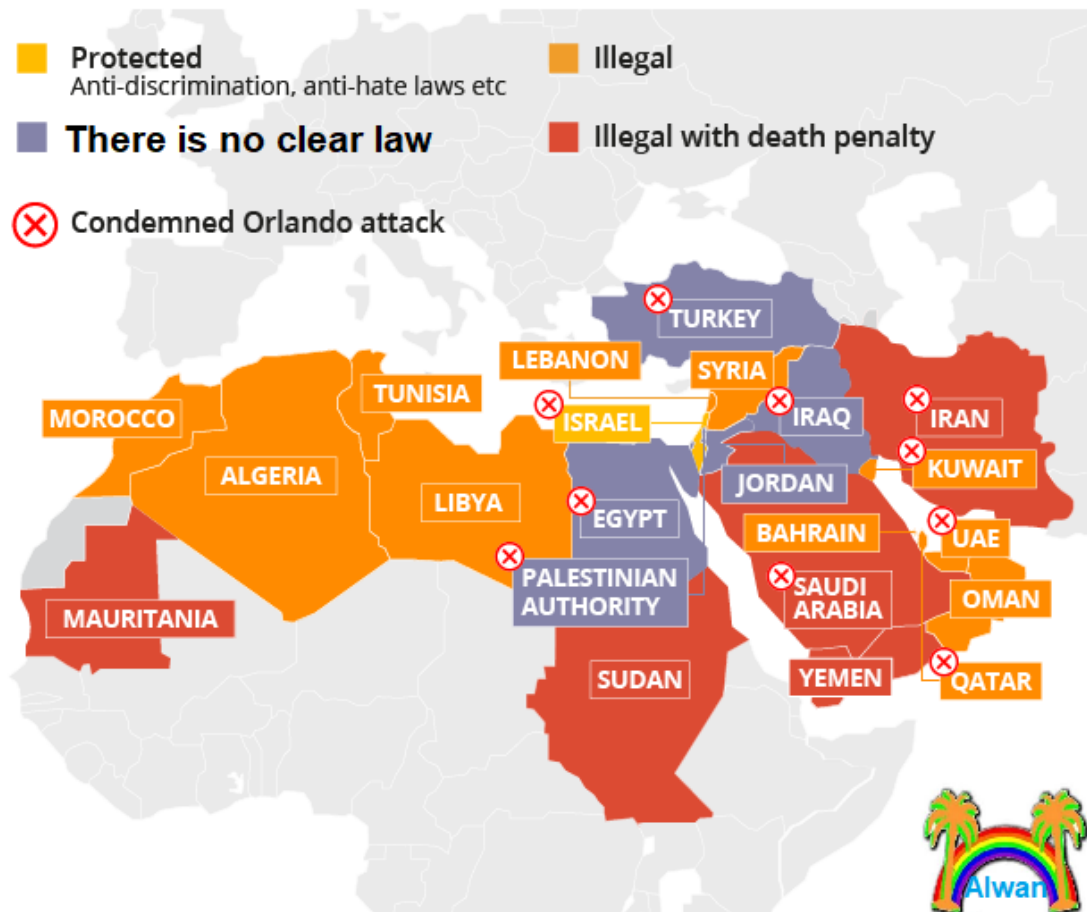 Protected
Anti-discrimination, anti-hate laws etc
Illegal
There is no clear law
Illegal with death penalty
Condemned Orlando attack
TURKEY
LEBANON
SYRIA
TUNISIA
MOROCCO
ISRAEL
IRAQ
IRAN
ALGERIA
KUWAIT
JORDAN
LIBYA
EGYPT
BAHRAIN
UAE
PALESTINIAN
AUTHORITY
SAUDI
ARABIA
OMAN
MAURITANIA
SUDAN
YEMEN
QATAR
Alwan